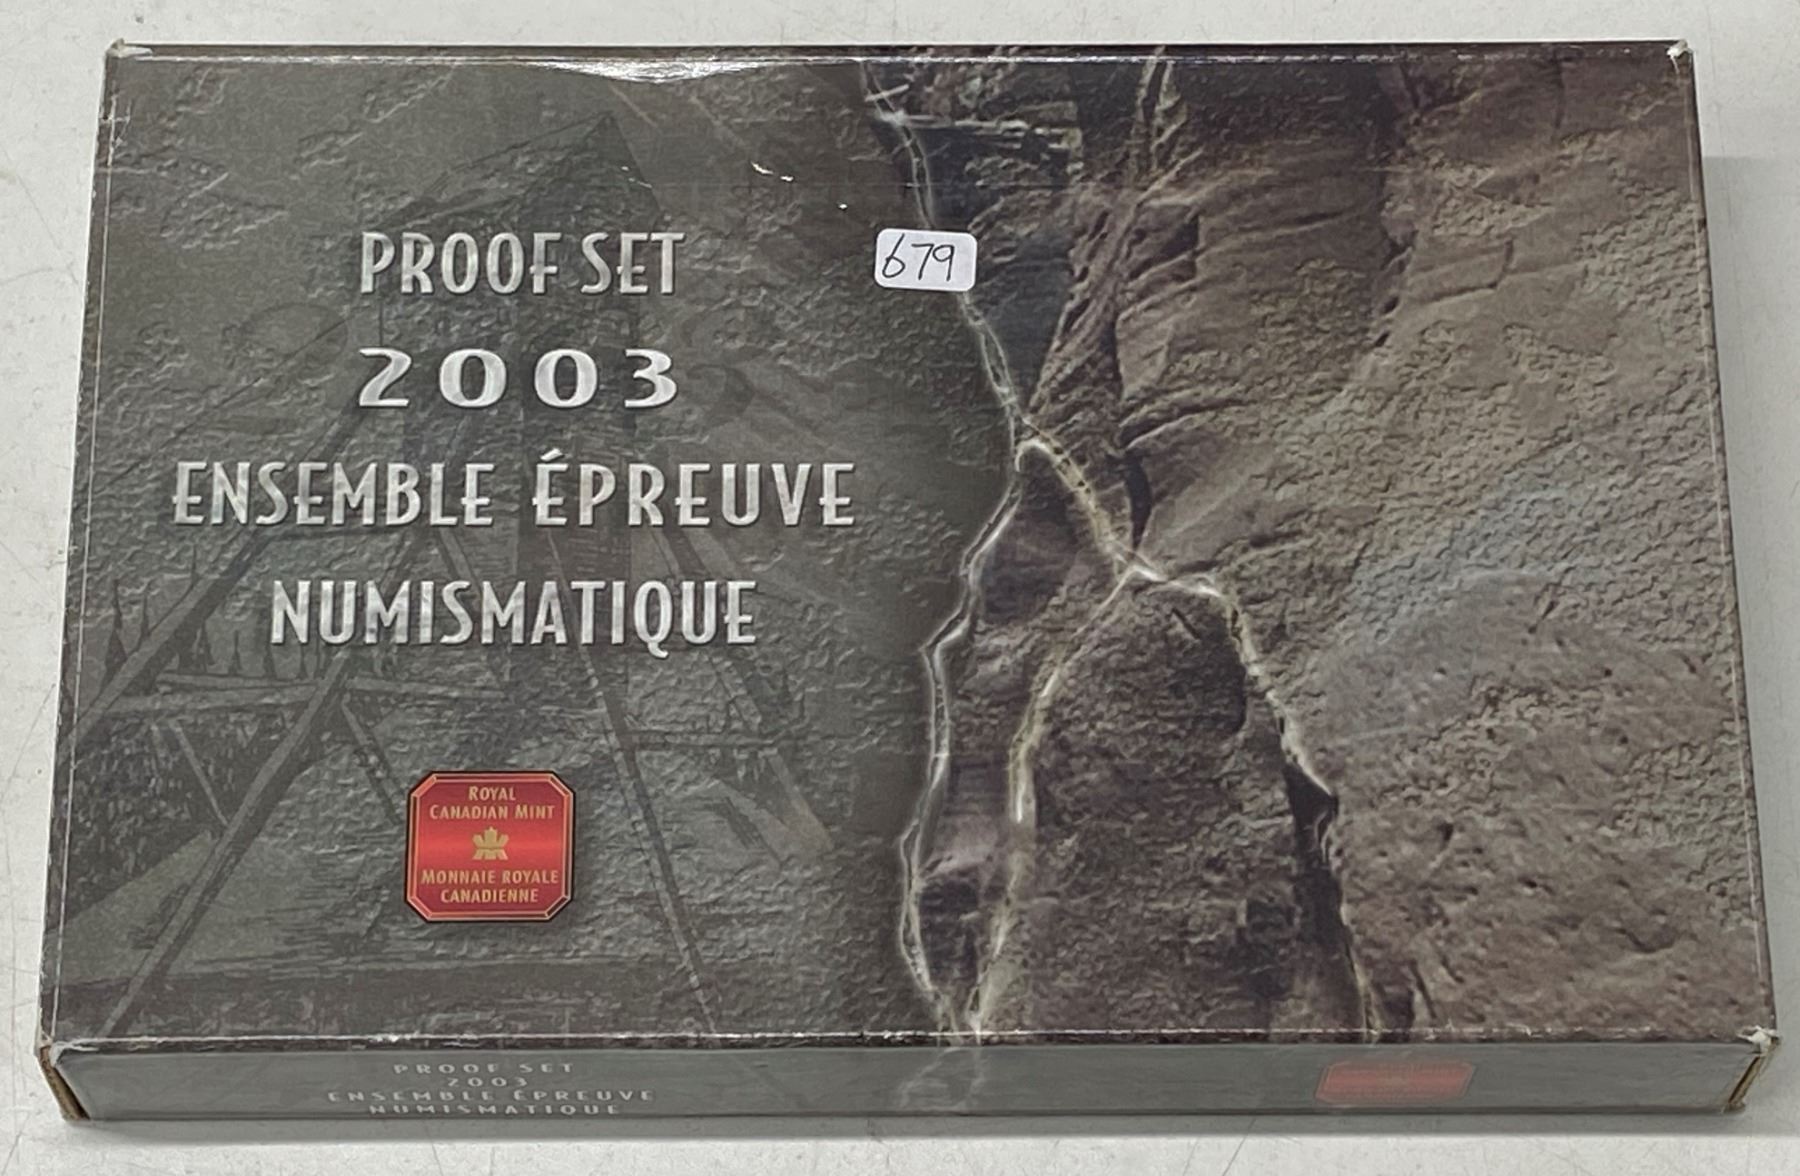 PROOF SET
2003
ENSEMBLE ÉPREUVE
NUMISMATIQUE
679
ROYAL
CANADIAN MINT
MONNAIE ROYALE
CANADIENNE
PROOF SET
2003
ENSEMBLE ÉPREUVE
NUMISMATIQUE